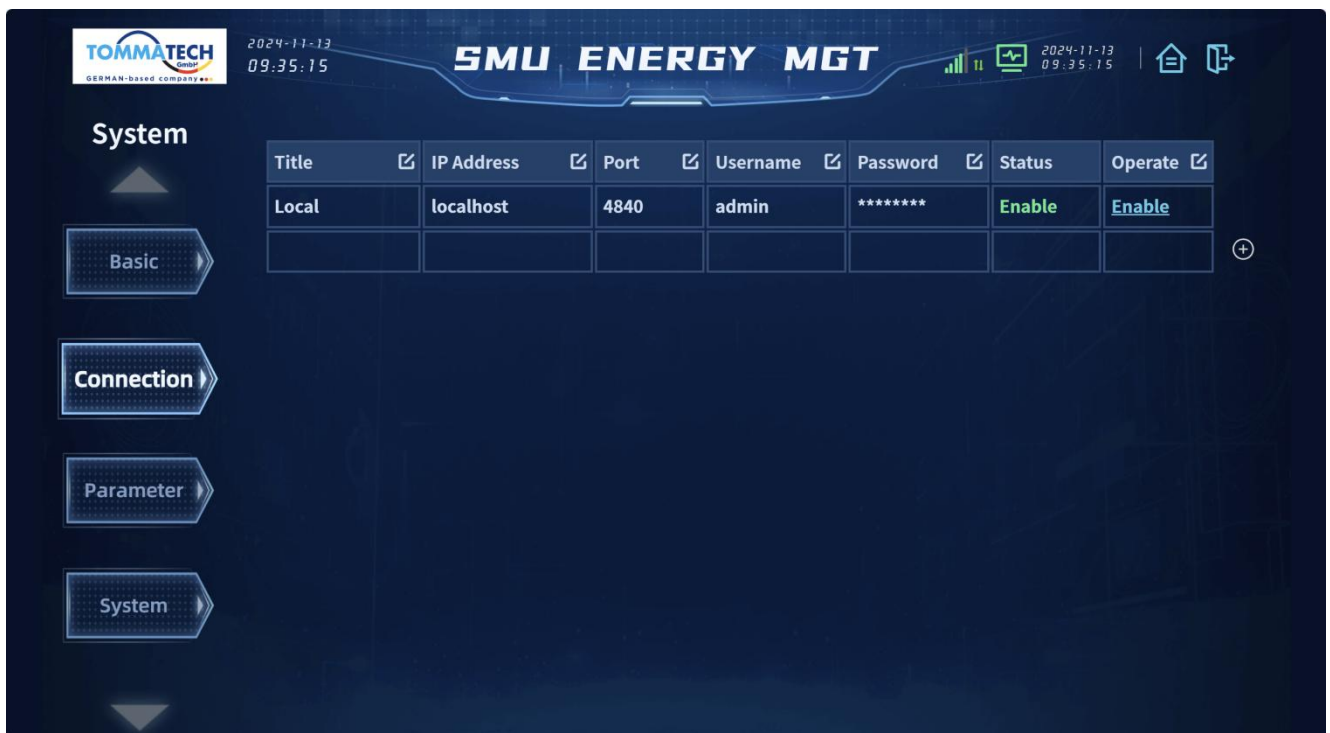 TOMMATECH
GmbH
GERMAN-based company
2024-11-13
09:35:15
SMU ENERGY MGT
2024-11-13
09:35:15
System
Title IP Address Port Username Password Status Operate
Local localhost 4840 admin ******** Enable Enable
Basic
Connection
Parameter
System